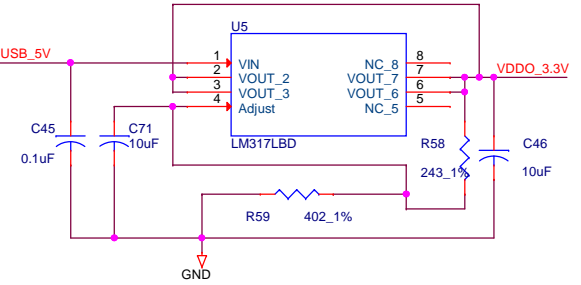 U5
USB_5V
1 VIN NC_8 8
2 VOUT_2 VOUT_7 7 VDDO_3.3V
3 VOUT_3 VOUT_6 6
4 Adjust NC_5 5
C45 C71 LM317LBD R58 C46
0.1uF 10uF 243_1% 10uF
R59 402_1%
GND